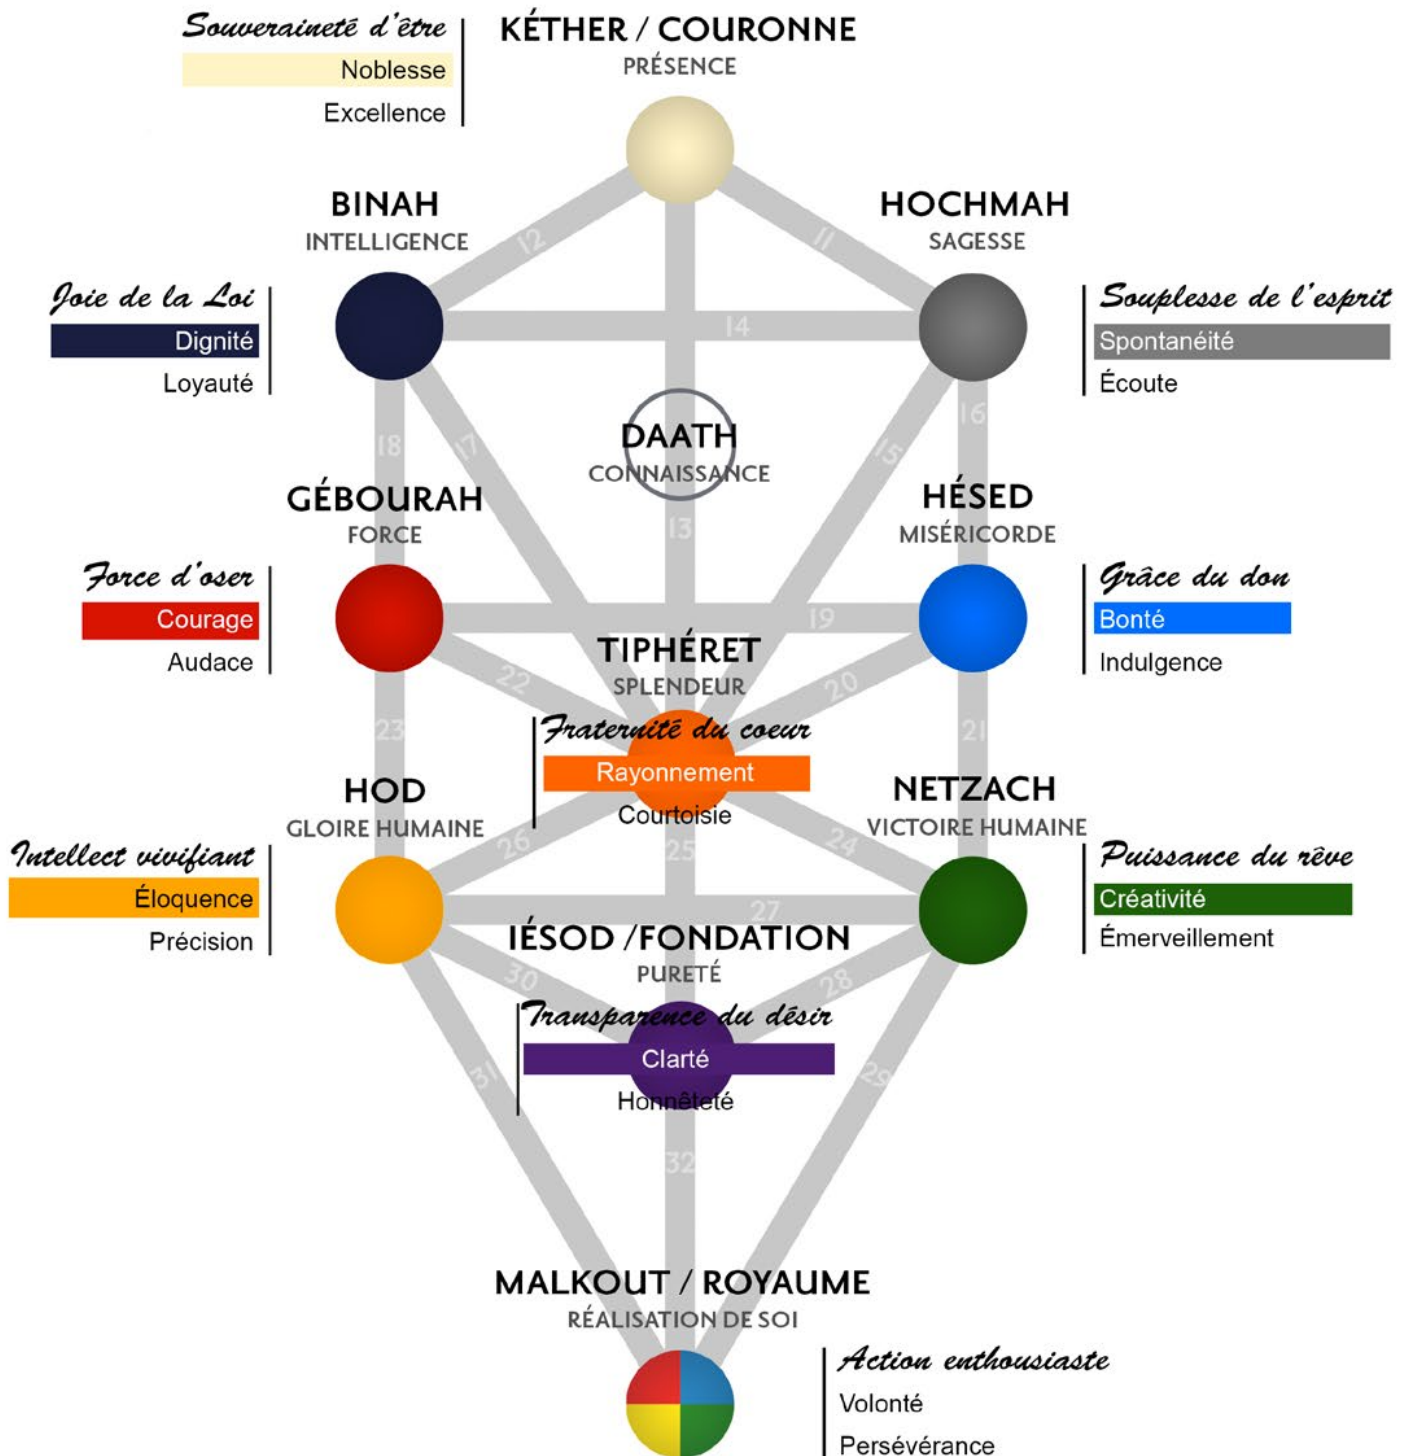 Souveraineté d'être
Noblesse
Excellence
KÉTHER / COURONNE
PRÉSENCE
BINAH
INTELLIGENCE
HOCHMAH
SAGESSE
12
11
Joie de la Loi
Dignité
Loyauté
14
Souplesse de l'esprit
Spontanéité
Écoute
18
17
DAATH
CONNAISSANCE
15
16
GÉBOURAH
FORCE
13
HÉSED
MISÉRICORDE
Force d'oser
Courage
Audace
19
Grâce du don
Bonté
Indulgence
22
TIPHÉRET
SPLENDEUR
20
23
Fraternité du coeur
Rayonnement
Courtoisie
21
HOD
GLOIRE HUMAINE
NETZACH
VICTOIRE HUMAINE
26
25
24
Intellect vivifiant
Éloquence
Précision
27
Puissance du rêve
Créativité
Émerveillement
IÉSOD /FONDATION
PURETÉ
30
28
Transparence du désir
Clarté
Honnêteté
31
29
32
MALKOUT / ROYAUME
RÉALISATION DE SOI
Action enthousiaste
Volonté
Persévérance